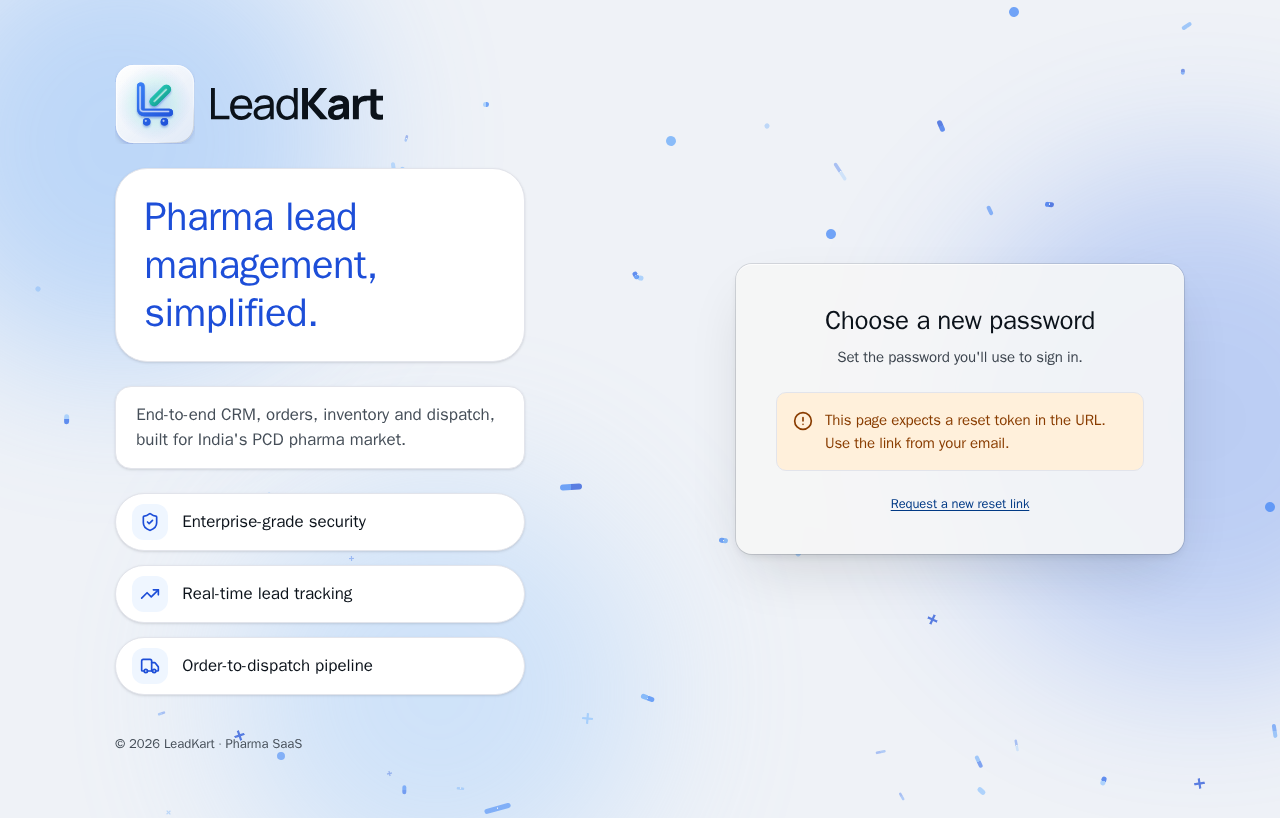 LeadKart
Pharma lead
management,
simplified.
End-to-end CRM, orders, inventory and dispatch,
built for India's PCD pharma market.
Enterprise-grade security
Real-time lead tracking
Order-to-dispatch pipeline
© 2026 LeadKart · Pharma SaaS
Choose a new password
Set the password you'll use to sign in.
This page expects a reset token in the URL.
Use the link from your email.
Request a new reset link